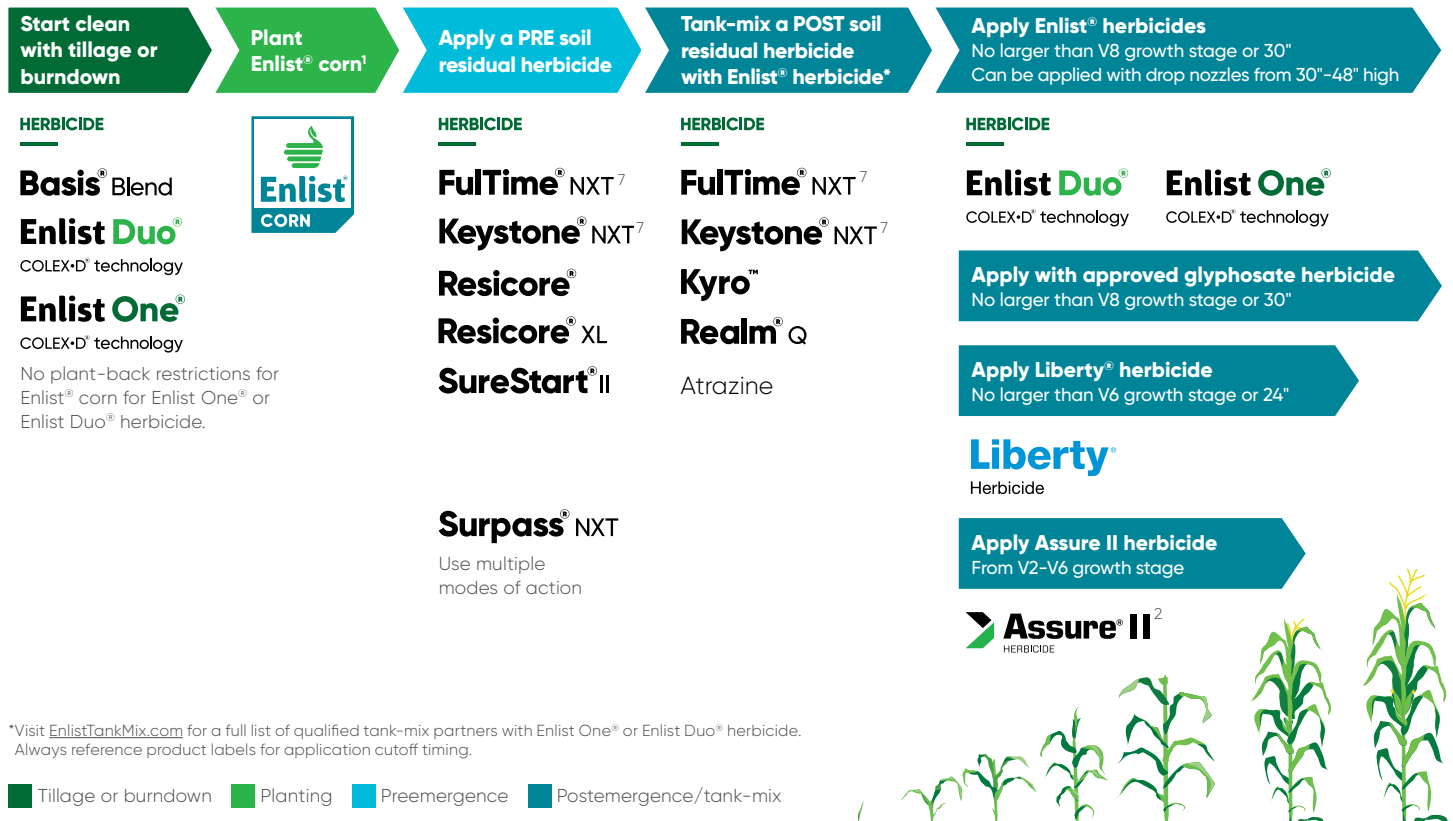 Start clean
with tillage or
burndown
Plant
Enlist® corn¹
Apply a PRE soil
residual herbicide
Tank-mix a POST soil
residual herbicide
with Enlist® herbicide*
Apply Enlist® herbicides
No larger than V8 growth stage or 30"
Can be applied with drop nozzles from 30"-48" high
HERBICIDE
Basis® Blend
Enlist Duo®
COLEX•D® technology
Enlist One®
COLEX•D® technology
No plant-back restrictions for
Enlist® corn for Enlist One® or
Enlist Duo® herbicide.
Enlist®
CORN
HERBICIDE
FulTime® NXT⁷
Keystone® NXT⁷
Resicore®
Resicore® XL
SureStart® II
Surpass® NXT
Use multiple
modes of action
HERBICIDE
FulTime® NXT⁷
Keystone® NXT⁷
Kyro™
Realm® Q
Atrazine
HERBICIDE
Enlist Duo®
COLEX•D® technology
Enlist One®
COLEX•D® technology
Apply with approved glyphosate herbicide
No larger than V8 growth stage or 30"
Apply Liberty® herbicide
No larger than V6 growth stage or 24"
Liberty®
Herbicide
Apply Assure II herbicide
From V2-V6 growth stage
Assure® II²
HERBICIDE
*Visit EnlistTankMix.com for a full list of qualified tank-mix partners with Enlist One® or Enlist Duo® herbicide.
Always reference product labels for application cutoff timing.
Tillage or burndown
Planting
Preemergence
Postemergence/tank-mix